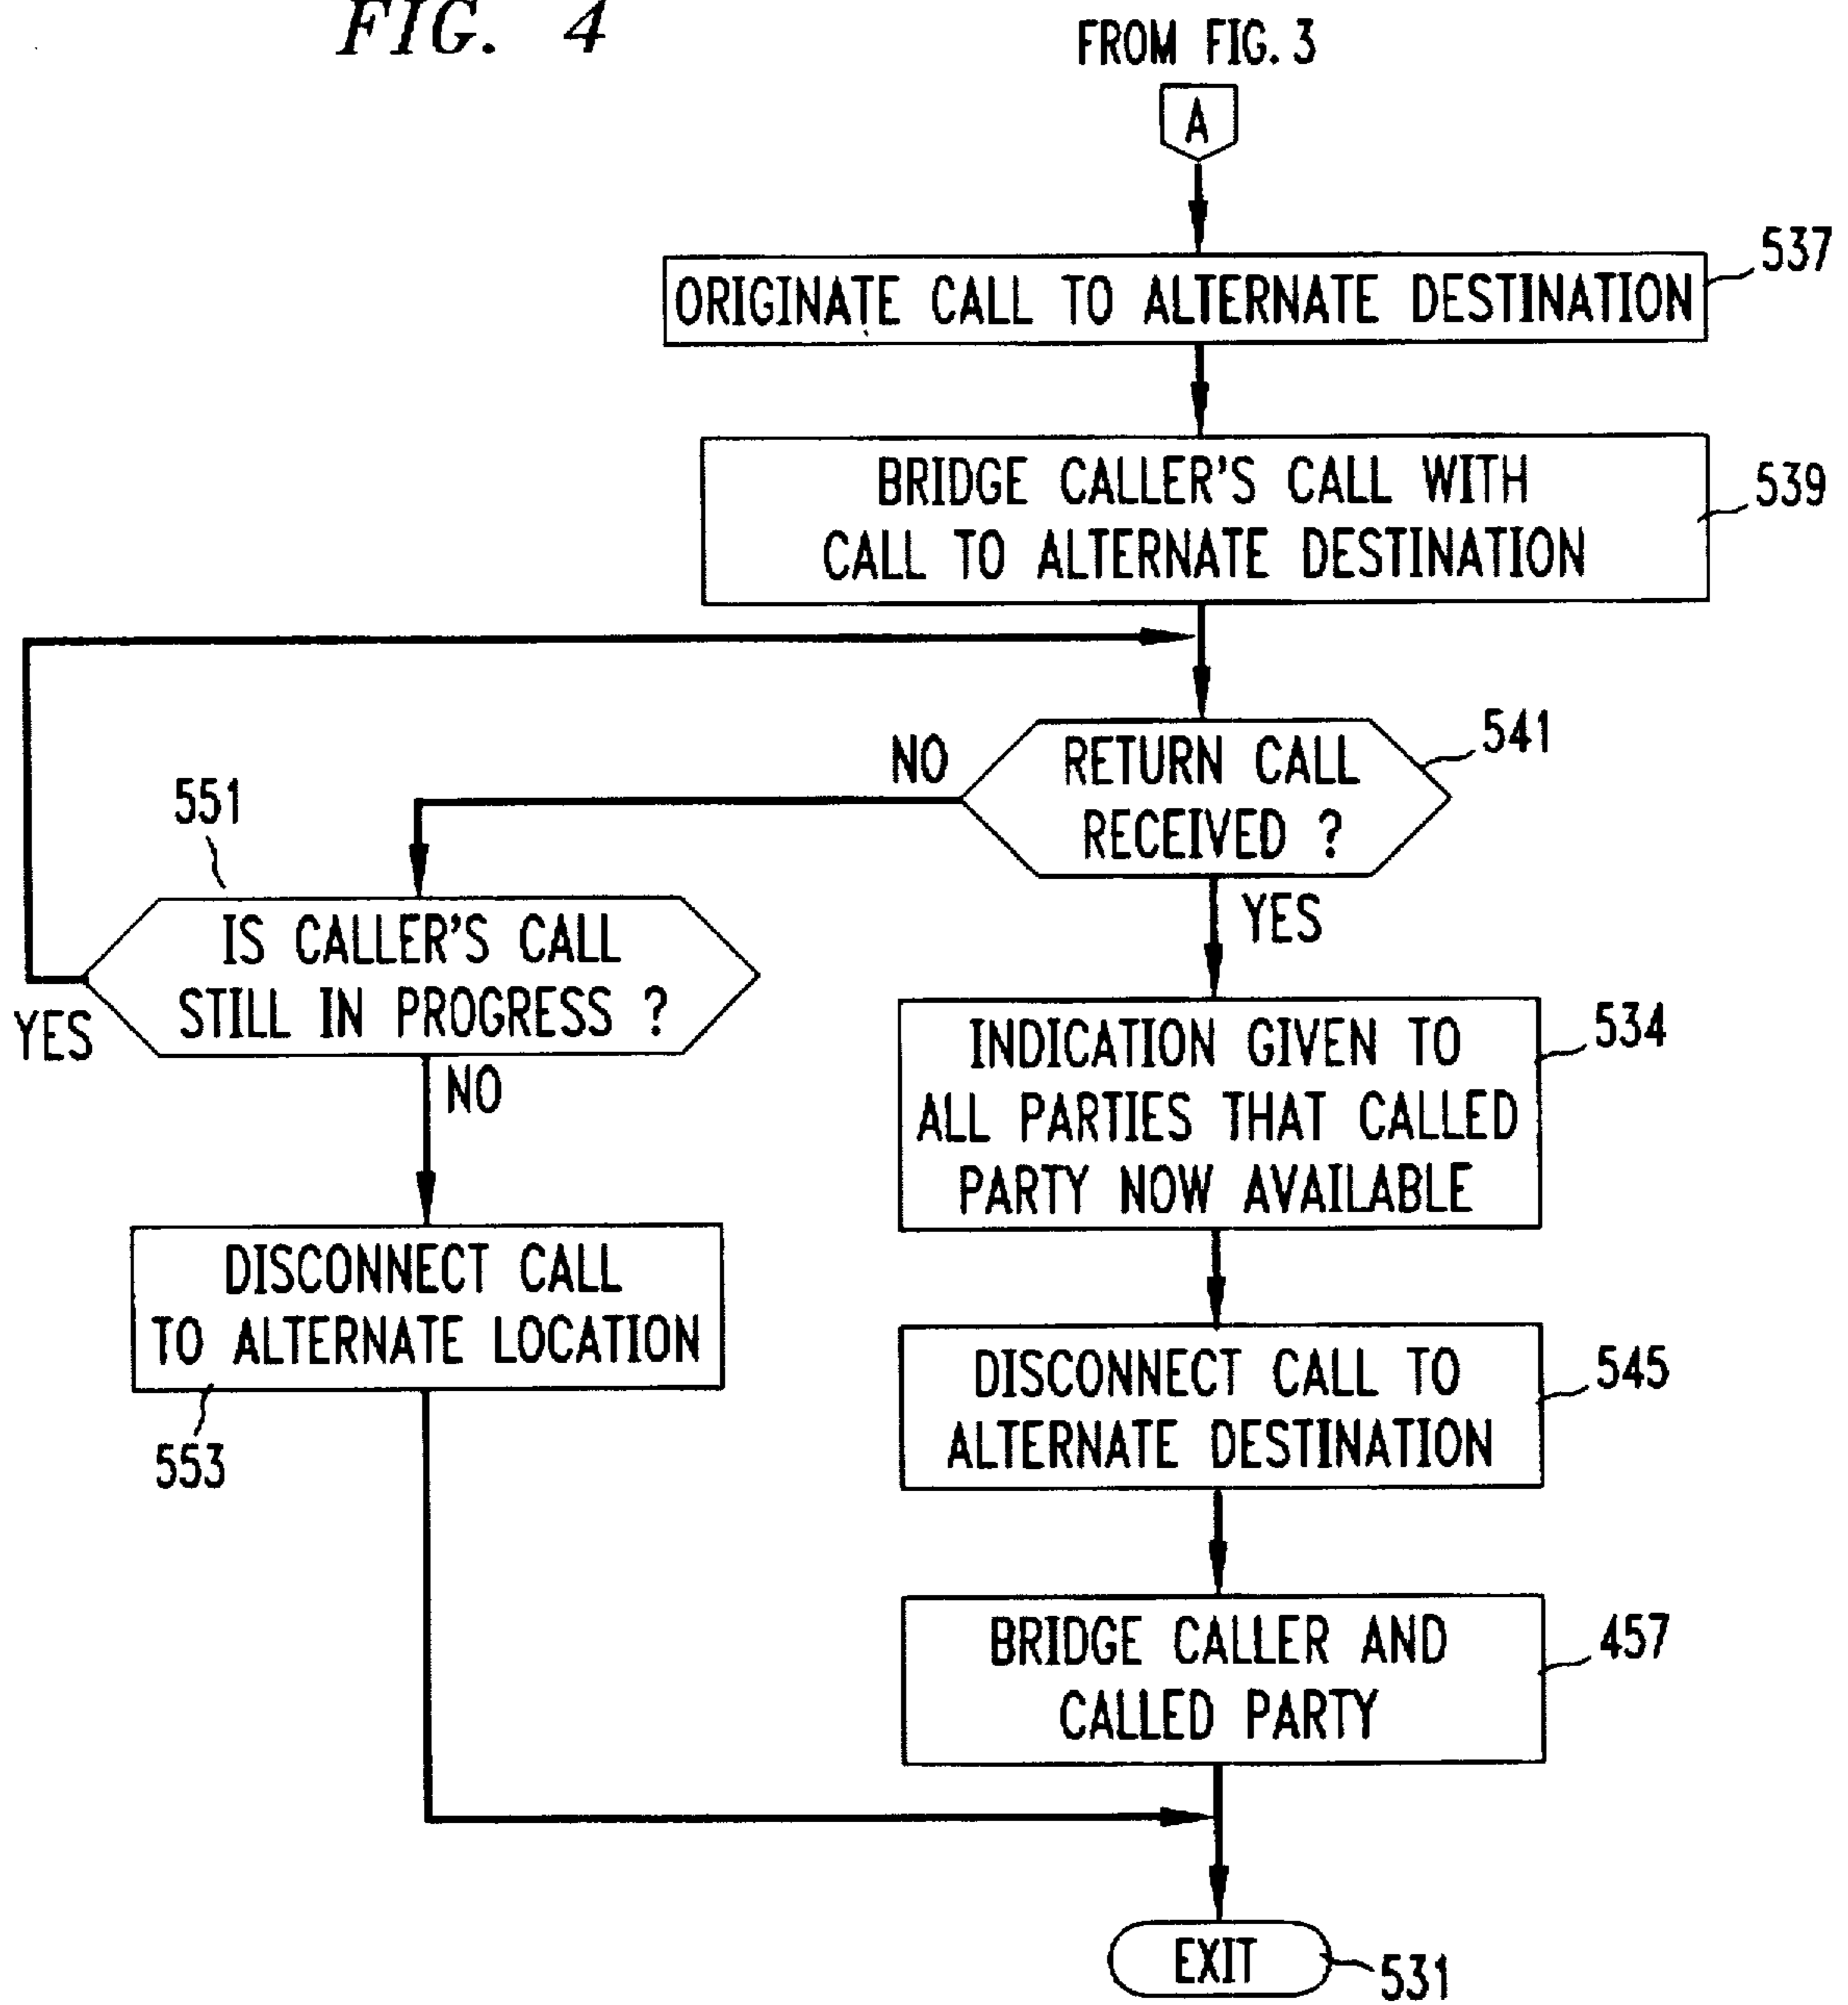 FIG. 4
FROM FIG. 3
A
537
ORIGINATE CALL TO ALTERNATE DESTINATION
BRIDGE CALLER'S CALL WITH
CALL TO ALTERNATE DESTINATION
539
541
RETURN CALL
RECEIVED ?
NO
YES
551
IS CALLER'S CALL
STILL IN PROGRESS ?
YES
NO
534
INDICATION GIVEN TO
ALL PARTIES THAT CALLED
PARTY NOW AVAILABLE
DISCONNECT CALL
TO ALTERNATE LOCATION
553
545
DISCONNECT CALL TO
ALTERNATE DESTINATION
457
BRIDGE CALLER AND
CALLED PARTY
EXIT
531